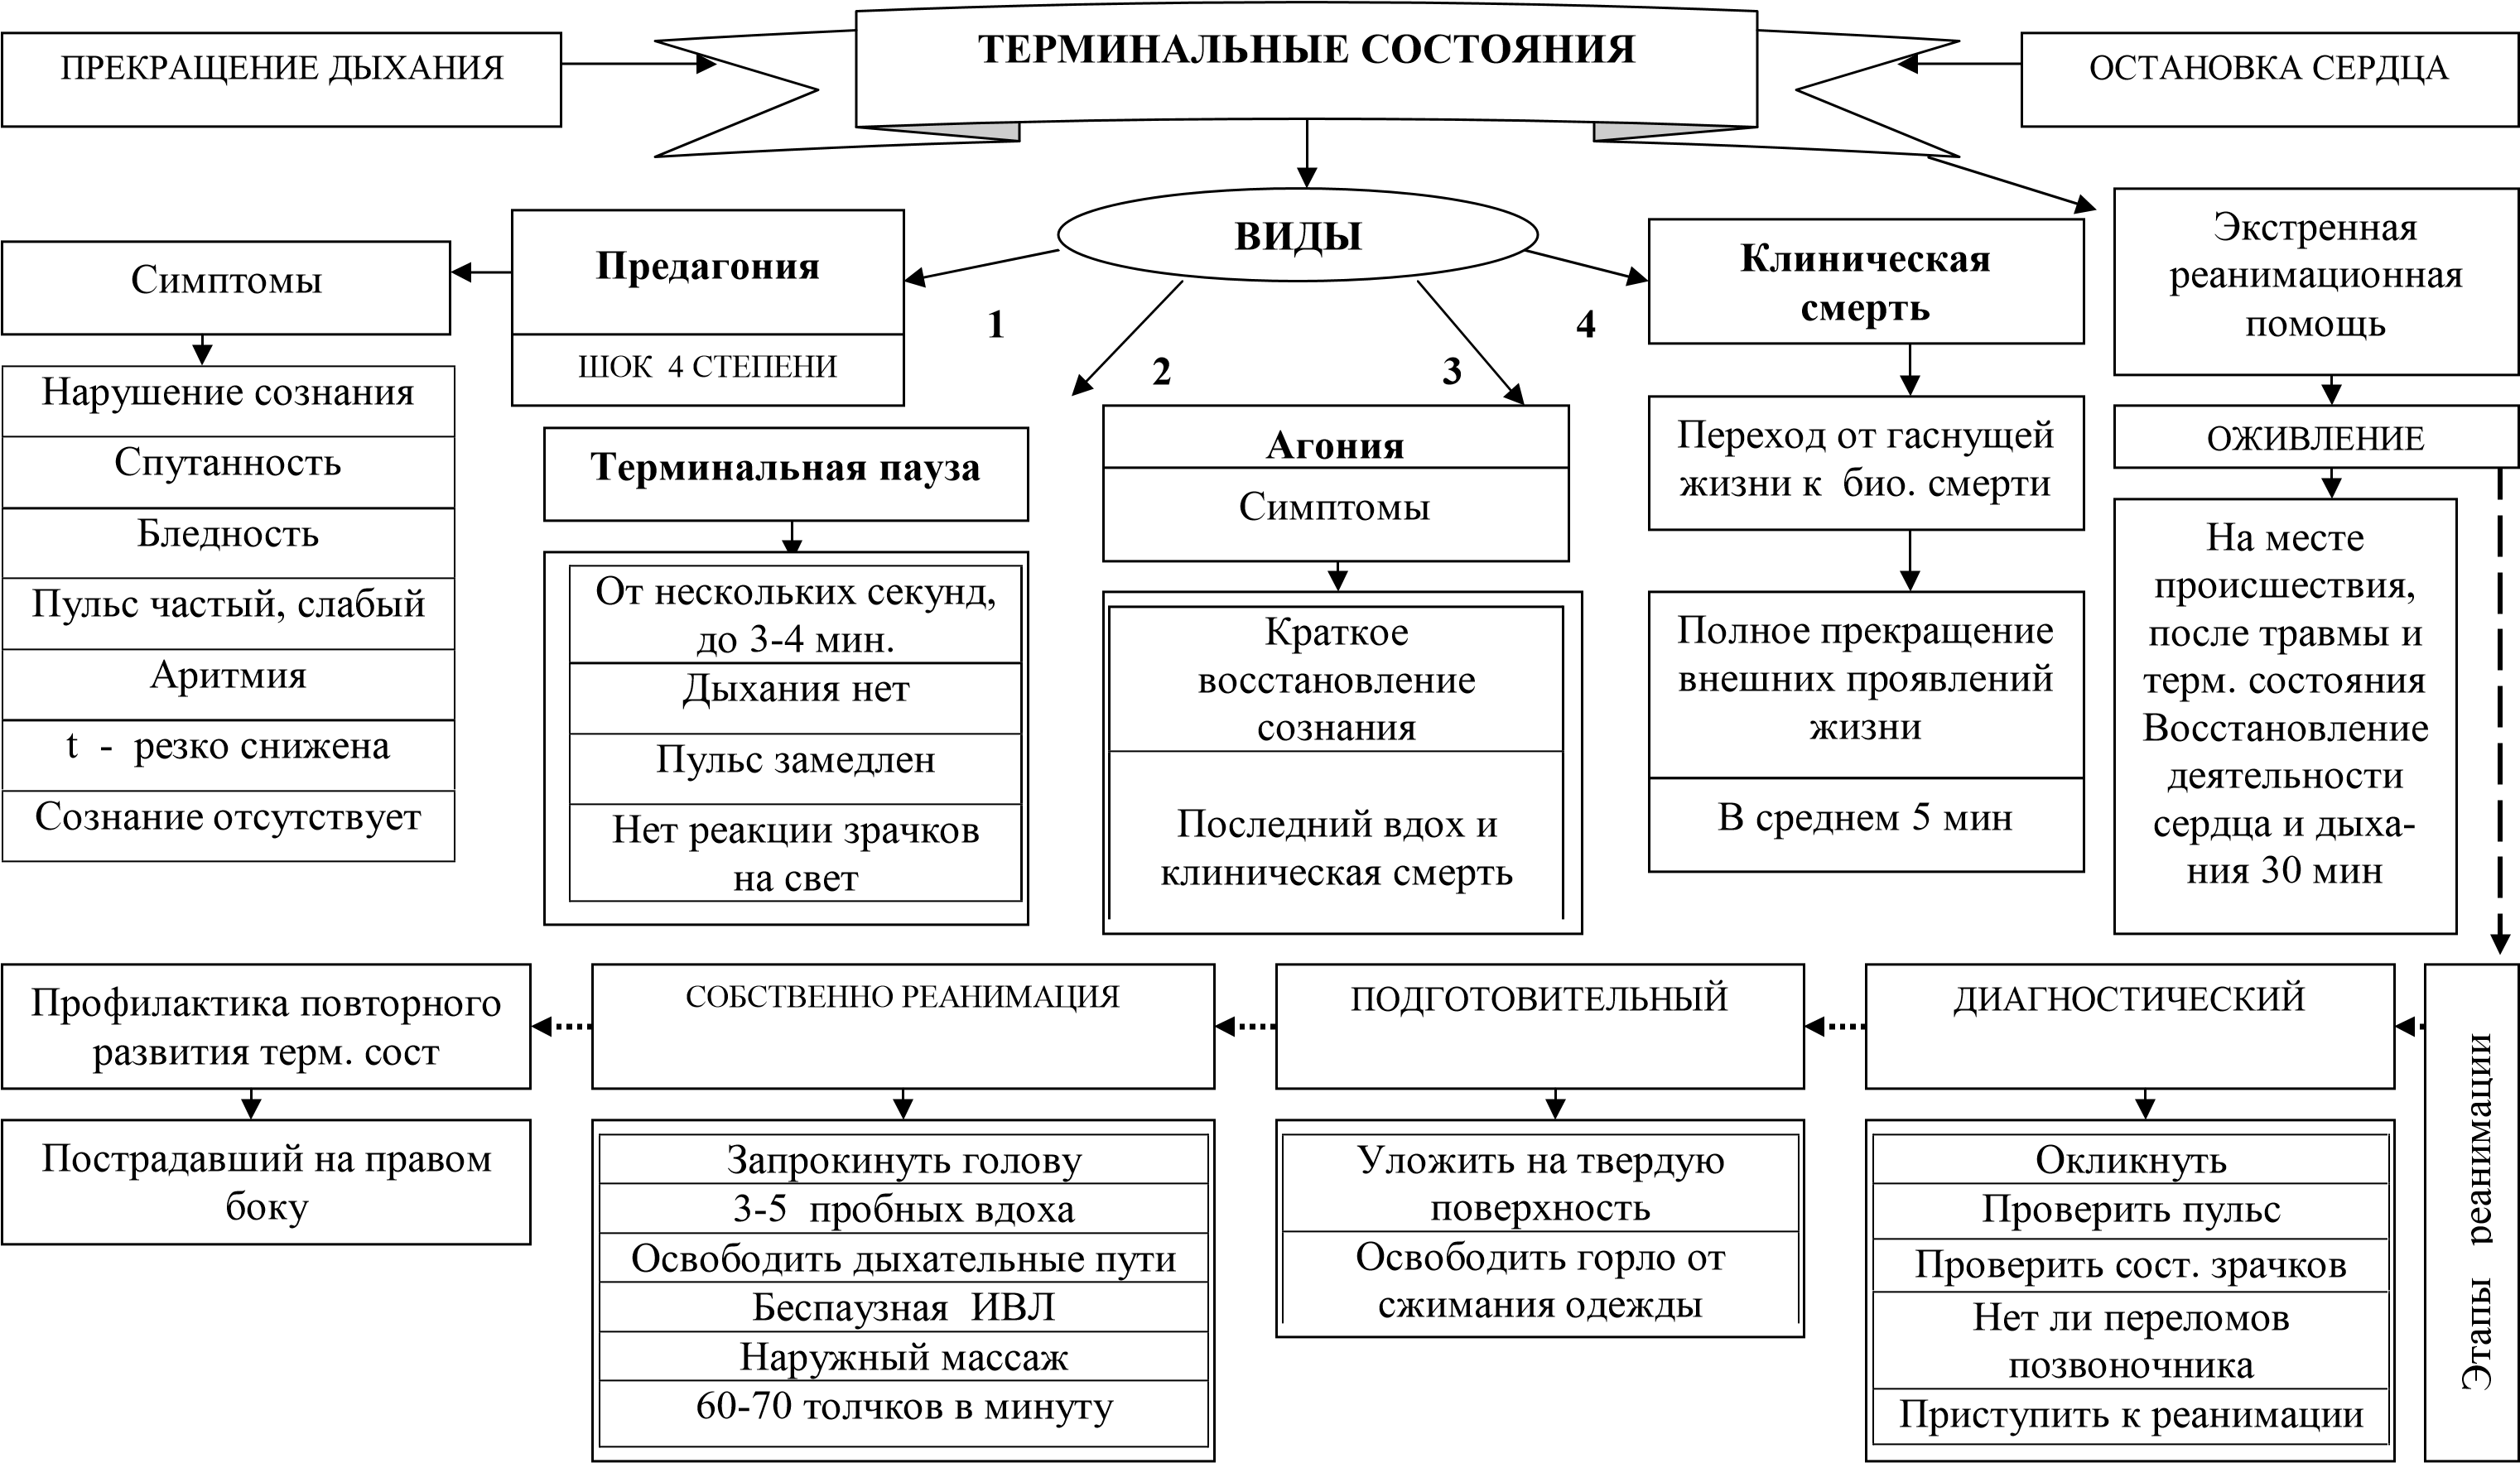 ПРЕКРАЩЕНИЕ ДЫХАНИЯ
ТЕРМИНАЛЬНЫЕ СОСТОЯНИЯ
ОСТАНОВКА СЕРДЦА
ВИДЫ
1
2
3
4
Предагония
ШОК 4 СТЕПЕНИ
Симптомы
Нарушение сознания
Спутанность
Бледность
Пульс частый, слабый
Аритмия
t - резко снижена
Сознание отсутствует
Терминальная пауза
От нескольких секунд,
до 3-4 мин.
Дыхания нет
Пульс замедлен
Нет реакции зрачков
на свет
Агония
Симптомы
Краткое
восстановление
сознания
Последний вдох и
клиническая смерть
Клиническая
смерть
Переход от гаснущей
жизни к био. смерти
Полное прекращение
внешних проявлений
жизни
В среднем 5 мин
Экстренная
реанимационная
помощь
ОЖИВЛЕНИЕ
На месте
происшествия,
после травмы и
терм. состояния
Восстановление
деятельности
сердца и дыха-
ния 30 мин
Этапы реанимации
ДИАГНОСТИЧЕСКИЙ
Окликнуть
Проверить пульс
Проверить сост. зрачков
Нет ли переломов
позвоночника
Приступить к реанимации
ПОДГОТОВИТЕЛЬНЫЙ
Уложить на твердую
поверхность
Освободить горло от
сжимания одежды
СОБСТВЕННО РЕАНИМАЦИЯ
Запрокинуть голову
3-5 пробных вдоха
Освободить дыхательные пути
Беспаузная ИВЛ
Наружный массаж
60-70 толчков в минуту
Профилактика повторного
развития терм. сост
Пострадавший на правом
боку